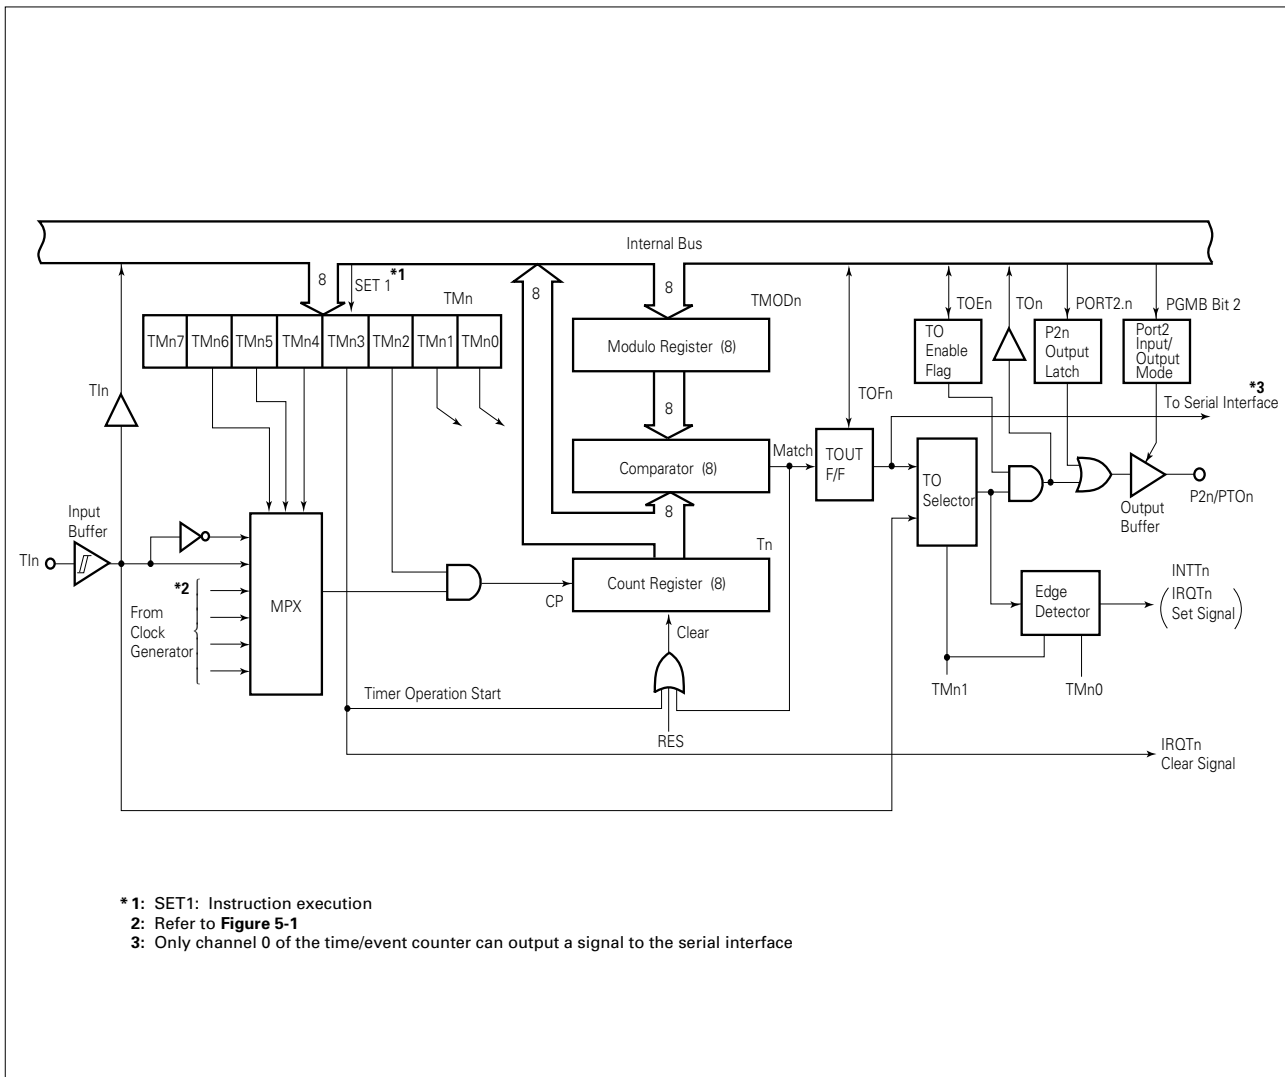 Internal Bus
8
SET 1*1
TMn
8
8
TMODn
TOEn
TOn
PORT2.n
PGMB Bit 2
TMn7 TMn6 TMn5 TMn4 TMn3 TMn2 TMn1 TMn0
Modulo Register (8)
TO
Enable
Flag
P2n
Output
Latch
Port2
Input/
Output
Mode
TIn
8
TOFn
*3
To Serial Interface
Match
Comparator (8)
TOUT
F/F
TO
Selector
Output
Buffer
P2n/PTOn
8
Input
Buffer
TIn
Tn
Count Register (8)
CP
MPX
*2
From
Clock
Generator
Edge
Detector
INTTn
(IRQTn
Set Signal)
Clear
Timer Operation Start
TMn1
TMn0
RES
IRQTn
Clear Signal
*1: SET1: Instruction execution
2: Refer to Figure 5-1
3: Only channel 0 of the time/event counter can output a signal to the serial interface